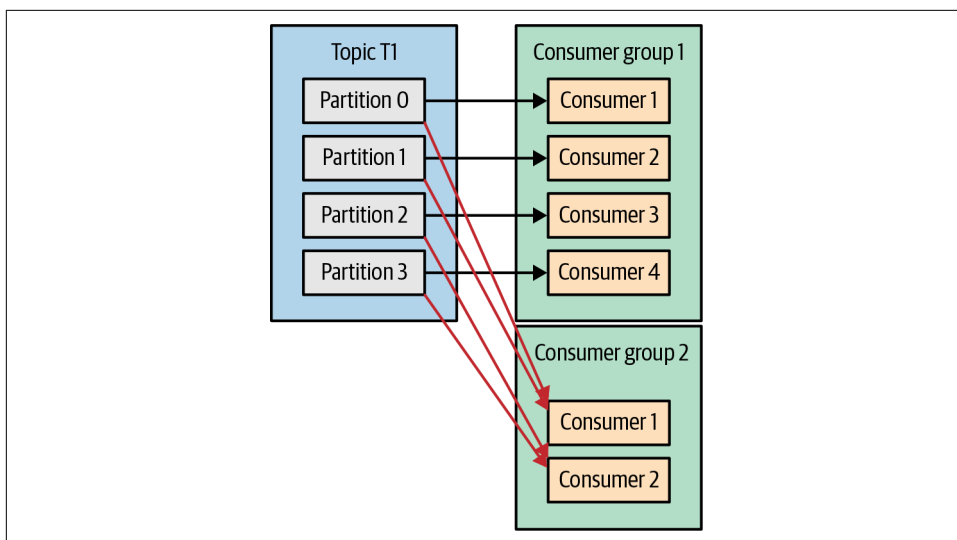 Topic T1
Partition 0
Partition 1
Partition 2
Partition 3
Consumer group 1
Consumer 1
Consumer 2
Consumer 3
Consumer 4
Consumer group 2
Consumer 1
Consumer 2